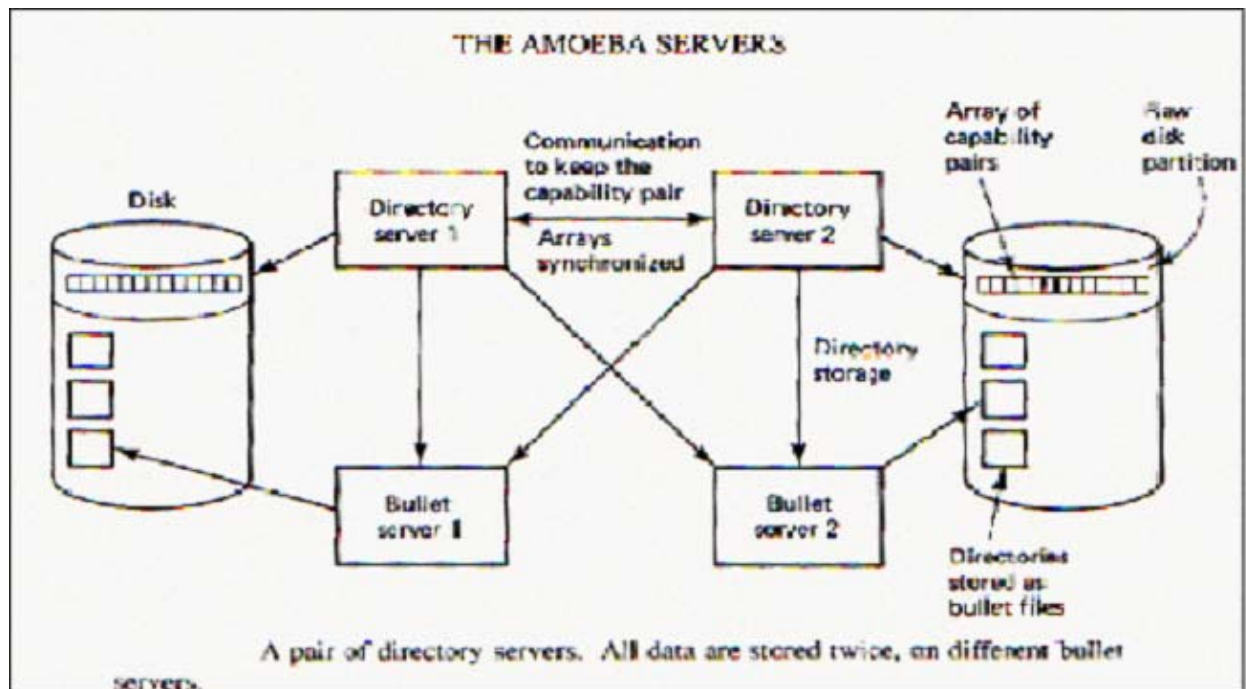 THE AMOEBA SERVERS
Array of
capability
pairs
Raw
disk
partition
Communication
to keep the
capability pair
Disk
Directory
server 1
Directory
server 2
Arrays
synchronized
Directory
storage
Bullet
server 1
Bullet
server 2
Directories
stored as
bullet files
A pair of directory servers. All data are stored twice, on different bullet
servers.